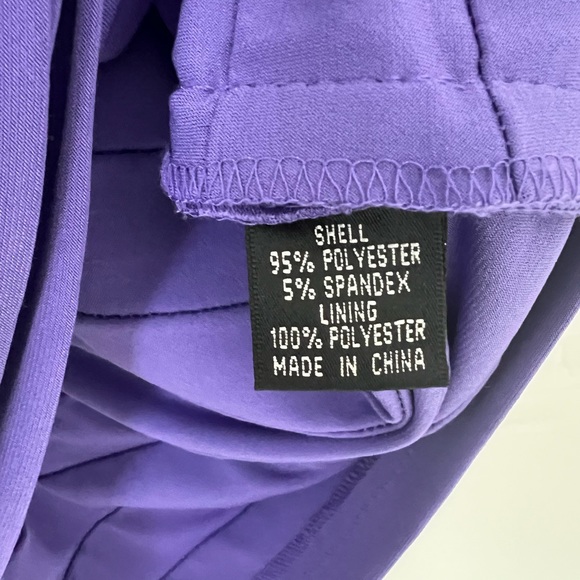 SHELL
95% POLYESTER
5% SPANDEX
LINING
100% POLYESTER
MADE IN CHINA